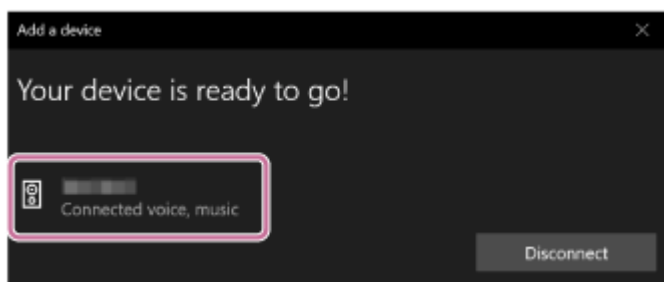 Add a device
Your device is ready to go!
Connected voice, music
Disconnect